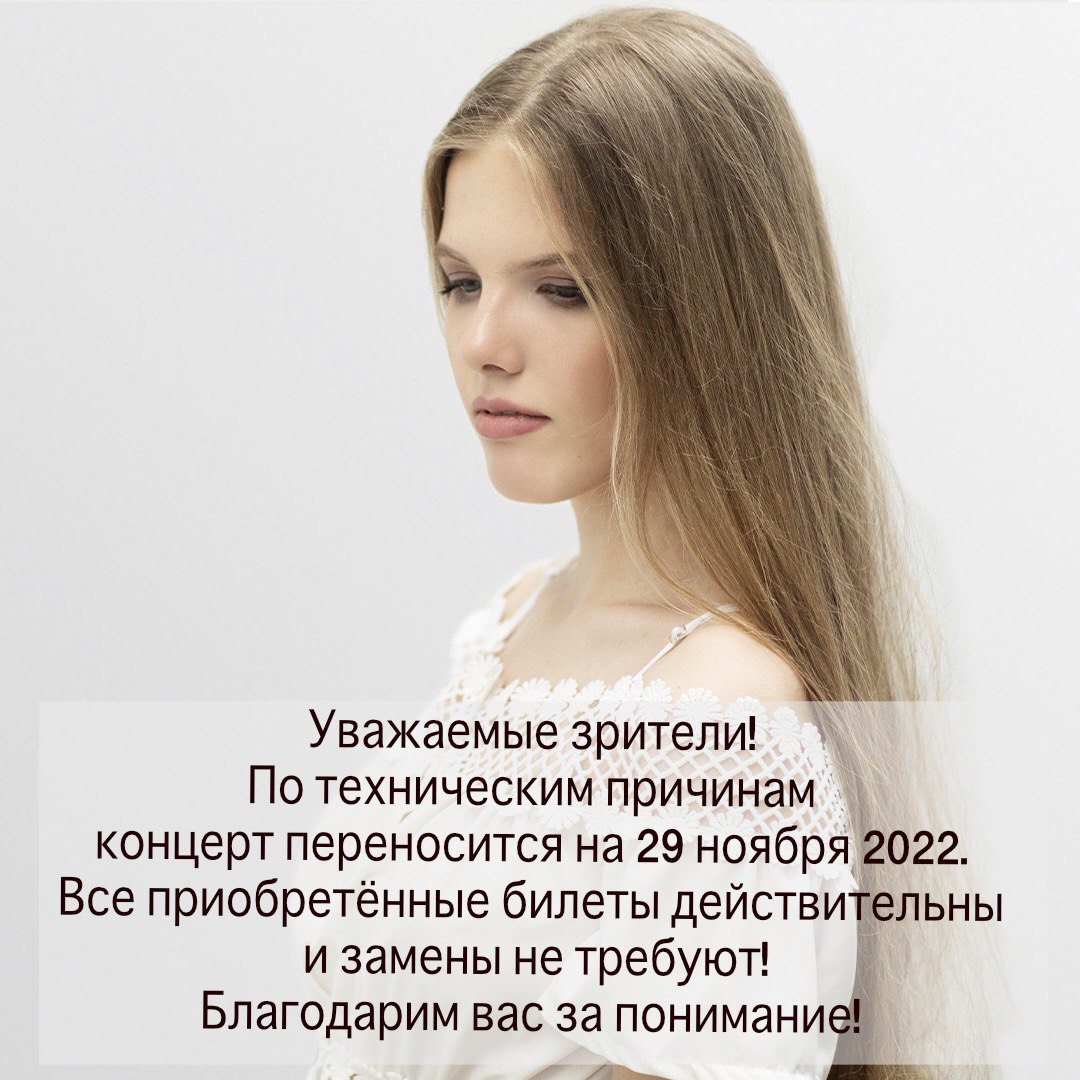 Уважаемые зрители!
По техническим причинам
концерт переносится на 29 ноября 2022.
Все приобретённые билеты действительны
и замены не требуют!
Благодарим вас за понимание!